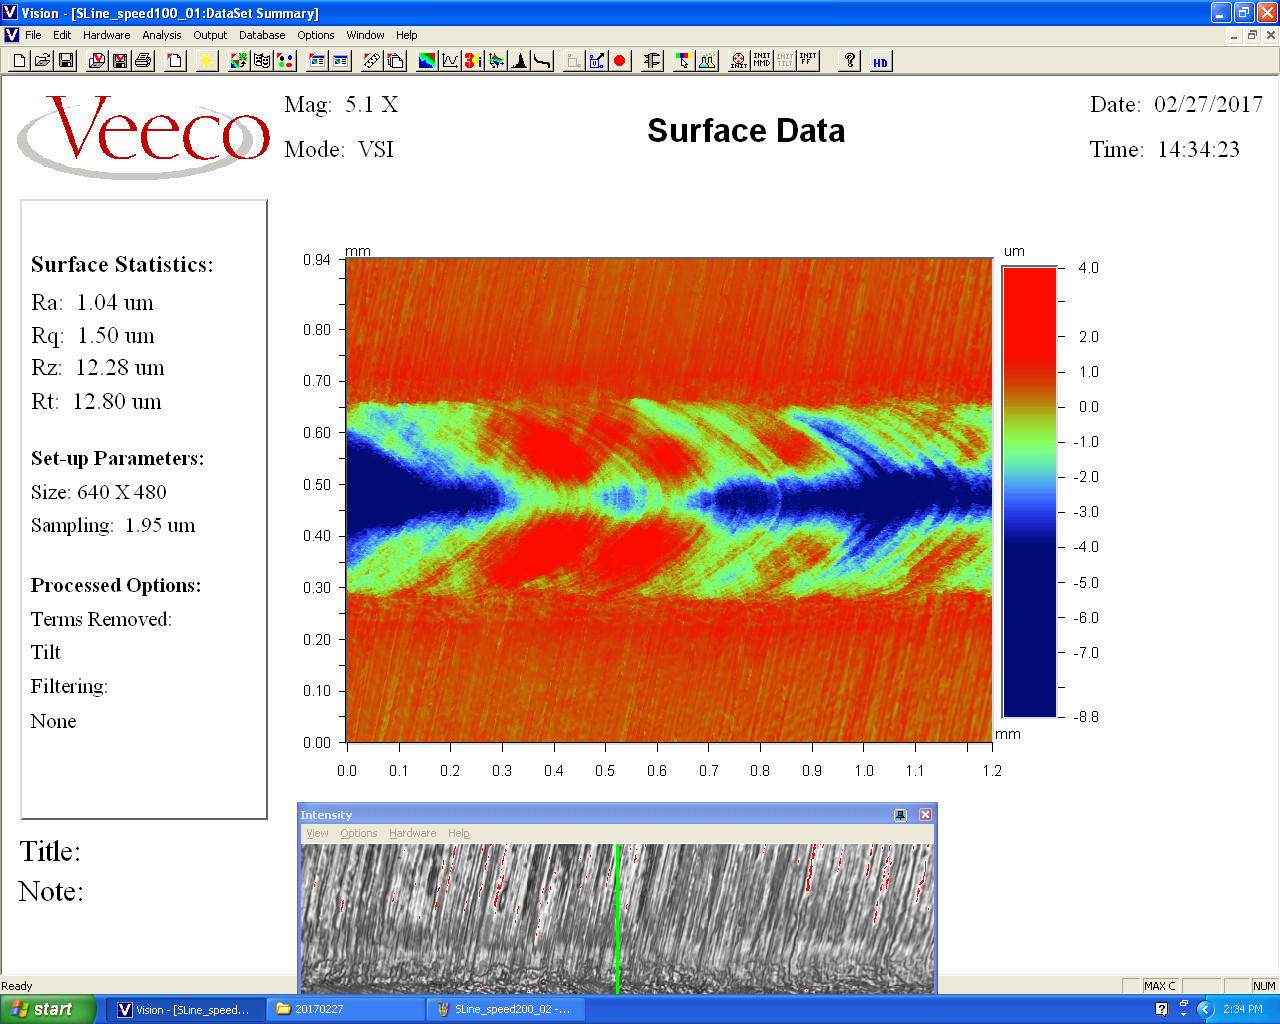 Vision - [SLine_speed100_01:DataSet Summary]
File Edit Hardware Analysis Output Database Options Window Help
INIT INIT MMD INIT TILT INIT FF ? HD
Veeco
Mag: 5.1 X
Mode: VSI
Surface Data
Date: 02/27/2017
Time: 14:34:23
Surface Statistics:
Ra: 1.04 um
Rq: 1.50 um
Rz: 12.28 um
Rt: 12.80 um
Set-up Parameters:
Size: 640 X 480
Sampling: 1.95 um
Processed Options:
Terms Removed:
Tilt
Filtering:
None
Title:
Note:
mm
0.94
0.80
0.70
0.60
0.50
0.40
0.30
0.20
0.10
0.00
0.0 0.1 0.2 0.3 0.4 0.5 0.6 0.7 0.8 0.9 1.0 1.1 1.2
mm
um
4.0
2.0
1.0
0.0
-1.0
-2.0
-3.0
-4.0
-5.0
-6.0
-7.0
-8.8
Intensity
View Options Hardware Help
Ready
MAX C NUM
start
Vision - [SLine_speed...
20170227
SLine_speed200_02 -...
2:34 PM